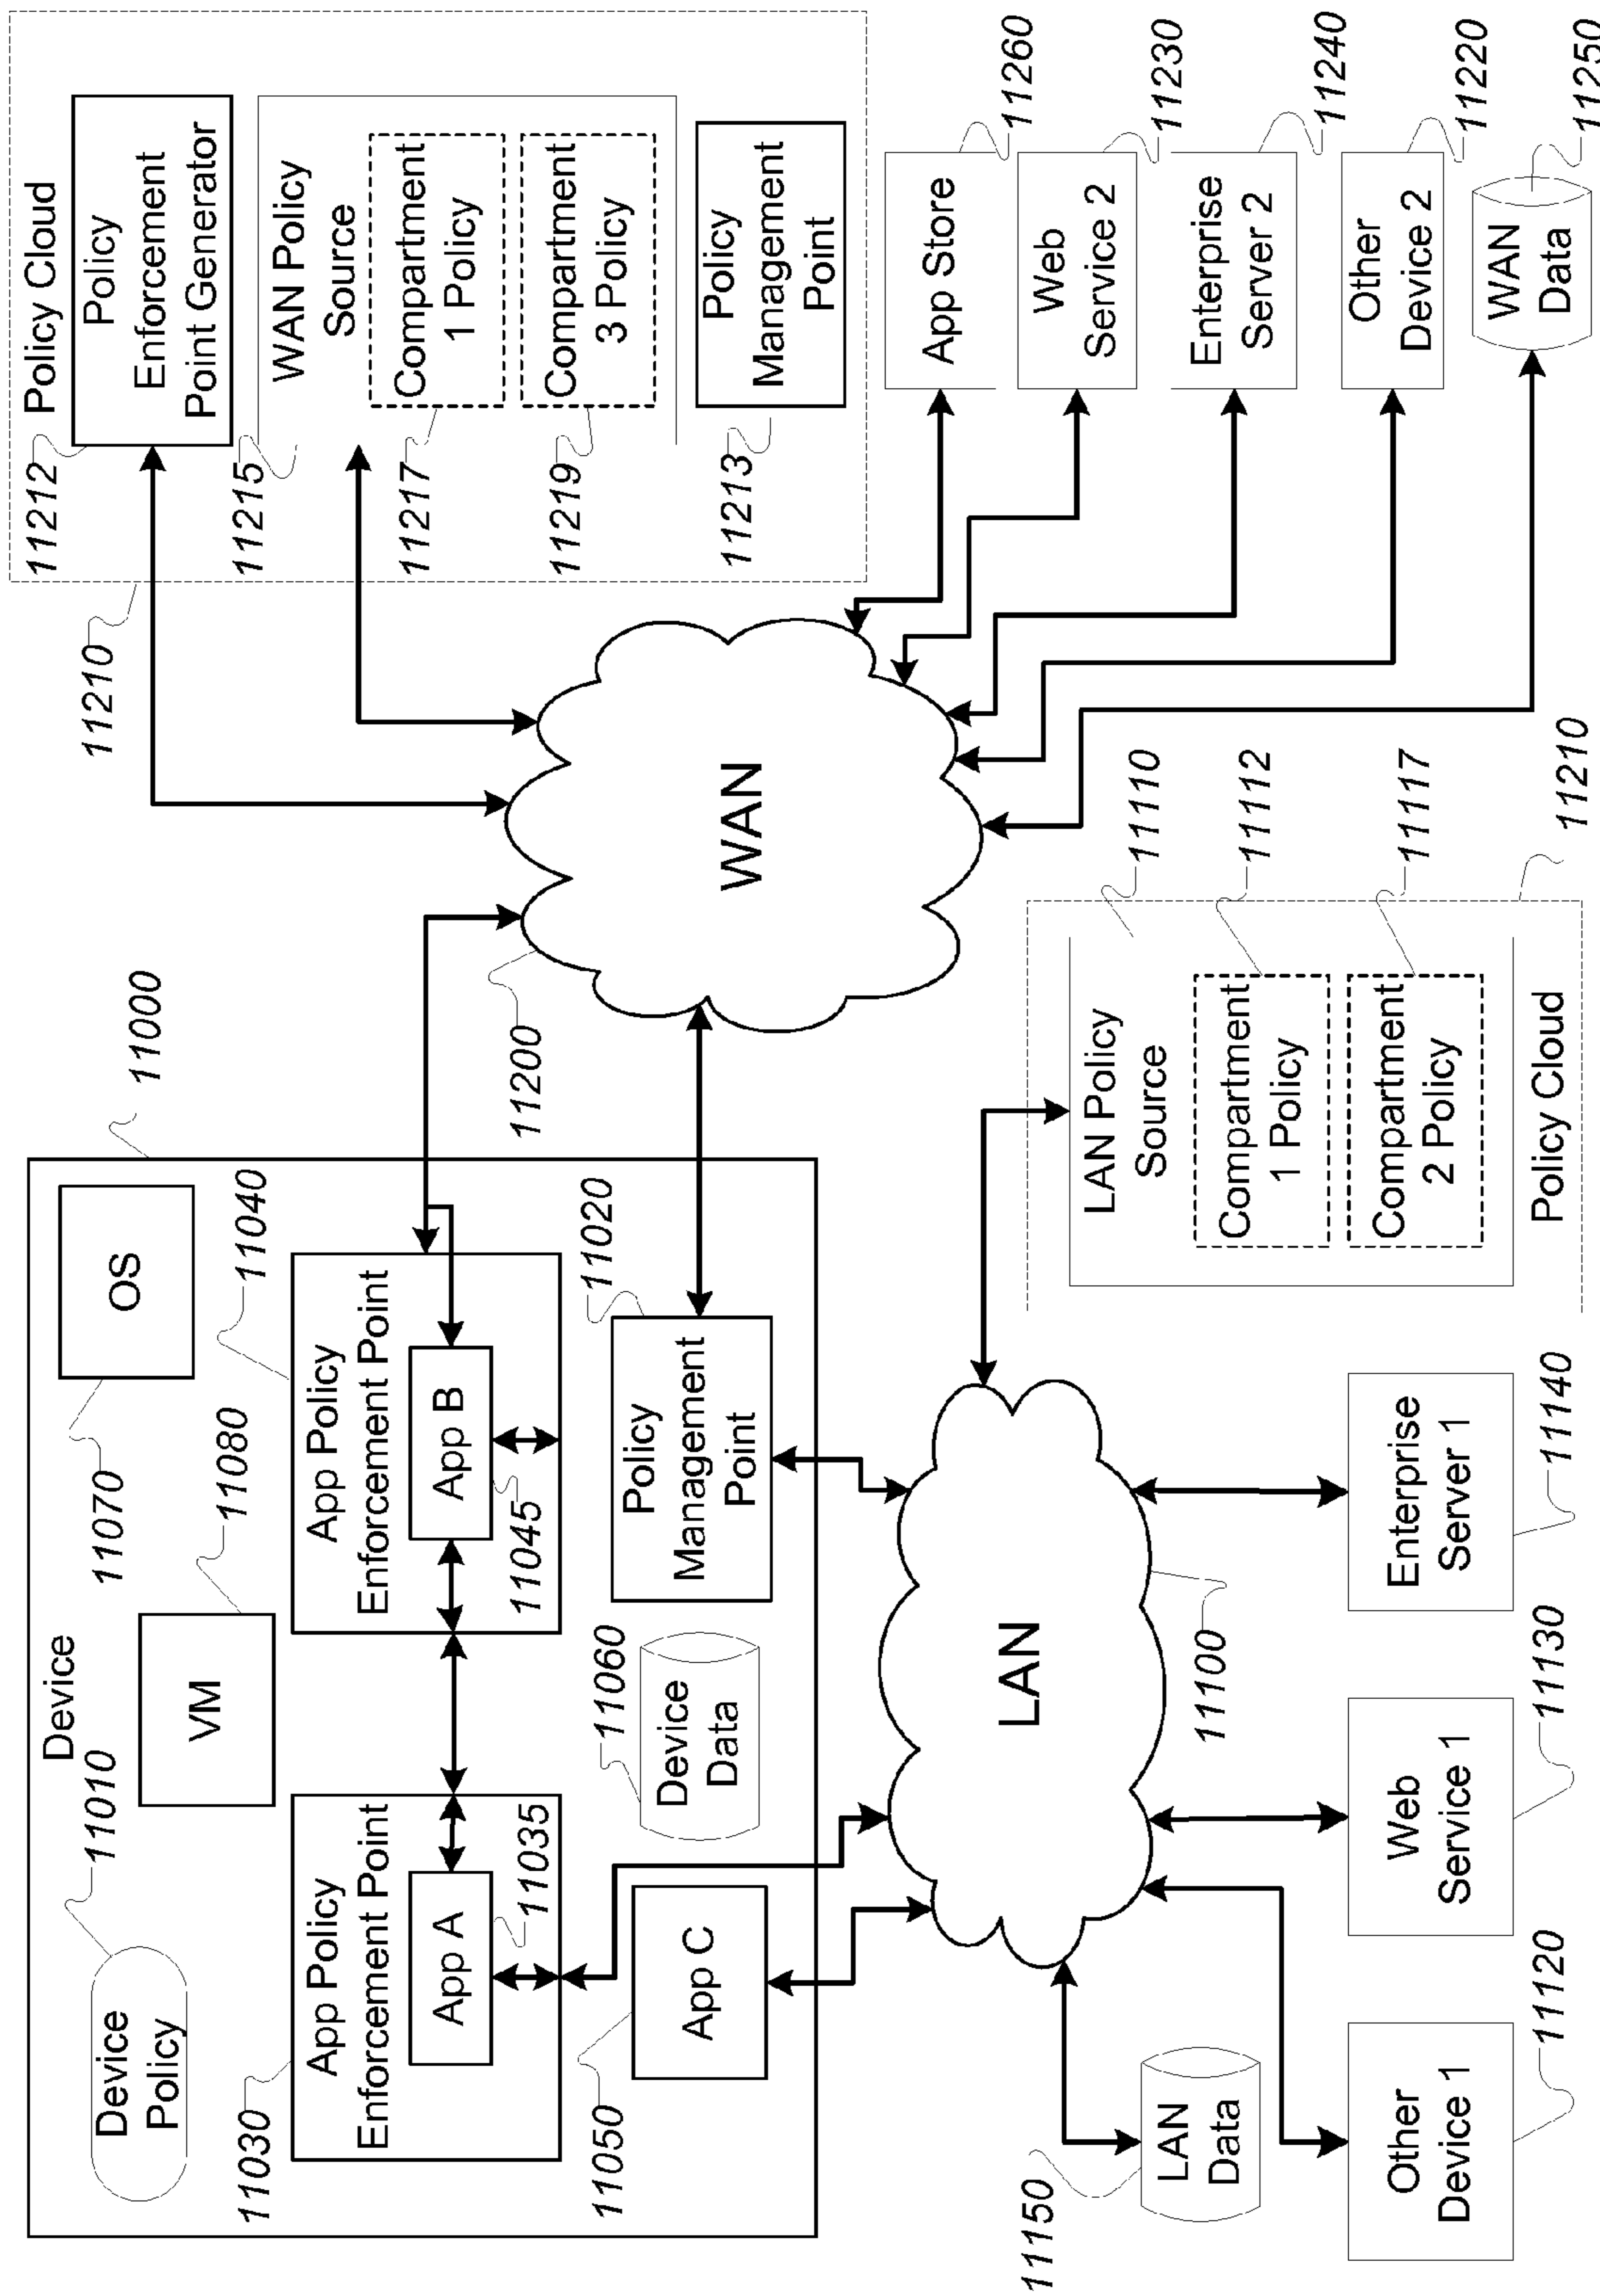 Device
Device
Policy
11010
VM
11080
OS
11070
11000
App Policy
Enforcement Point
App A
11035
11030
App Policy
Enforcement Point
App B
11045
11040
App C
11050
Device
Data
11060
Policy
Management
Point
11020
11200
WAN
11210
Policy Cloud
11212
Policy
Enforcement
Point Generator
11215
WAN Policy
Source
11217
Compartment
1 Policy
11219
Compartment
3 Policy
11213
Policy
Management
Point
App Store
11260
Web
Service 2
11230
Enterprise
Server 2
11240
Other
Device 2
11220
WAN
Data
11250
LAN
11100
11150
LAN
Data
Other
Device 1
11120
Web
Service 1
11130
Enterprise
Server 1
11140
LAN Policy
Source
11110
Compartment
1 Policy
11112
Compartment
2 Policy
11117
Policy Cloud
11210